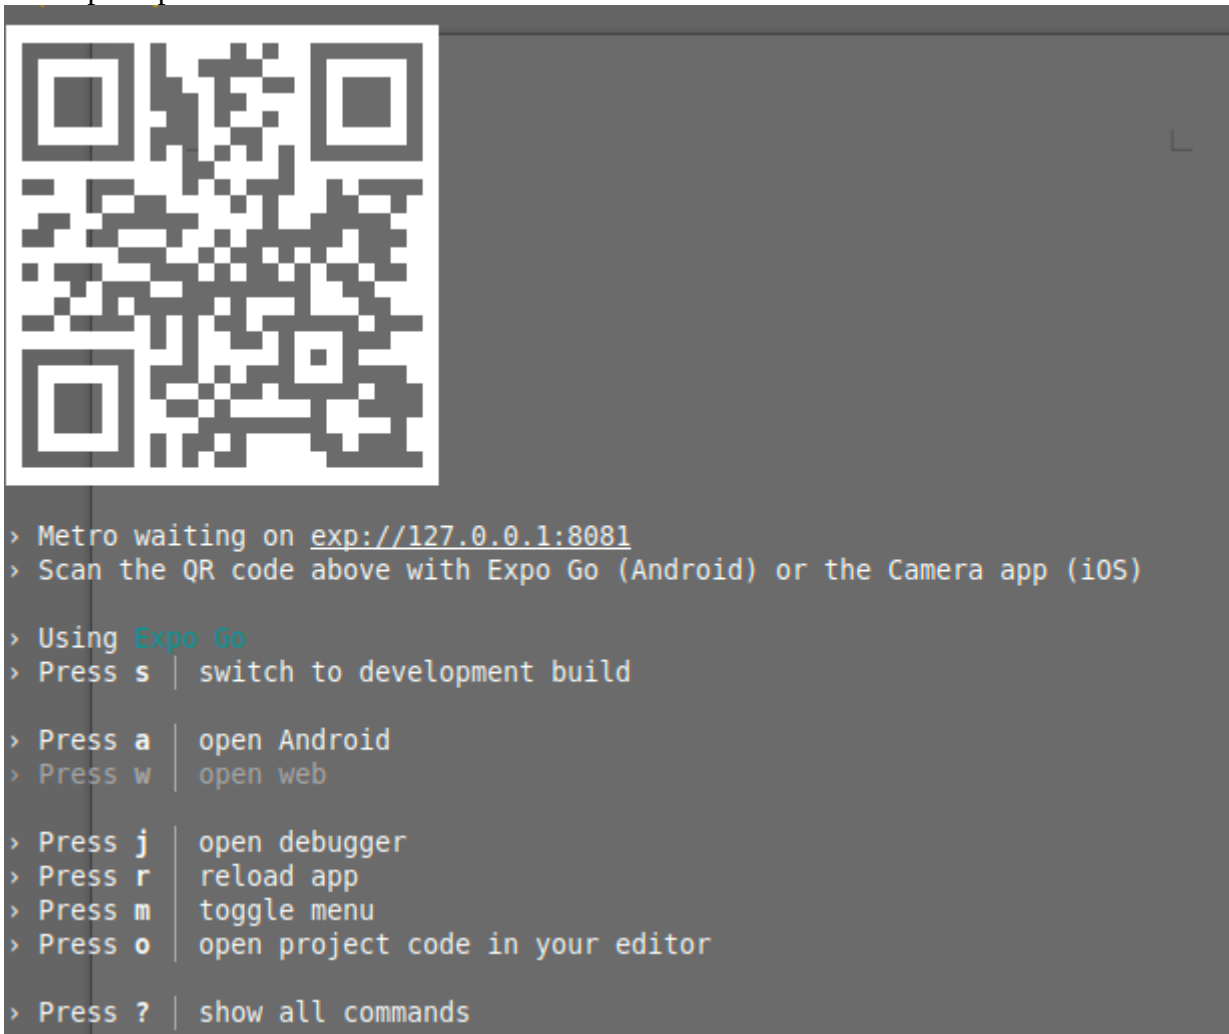 › Metro waiting on exp://127.0.0.1:8081
› Scan the QR code above with Expo Go (Android) or the Camera app (iOS)
› Using Expo Go
› Press s │ switch to development build
› Press a │ open Android
› Press w │ open web
› Press j │ open debugger
› Press r │ reload app
› Press m │ toggle menu
› Press o │ open project code in your editor
› Press ? │ show all commands